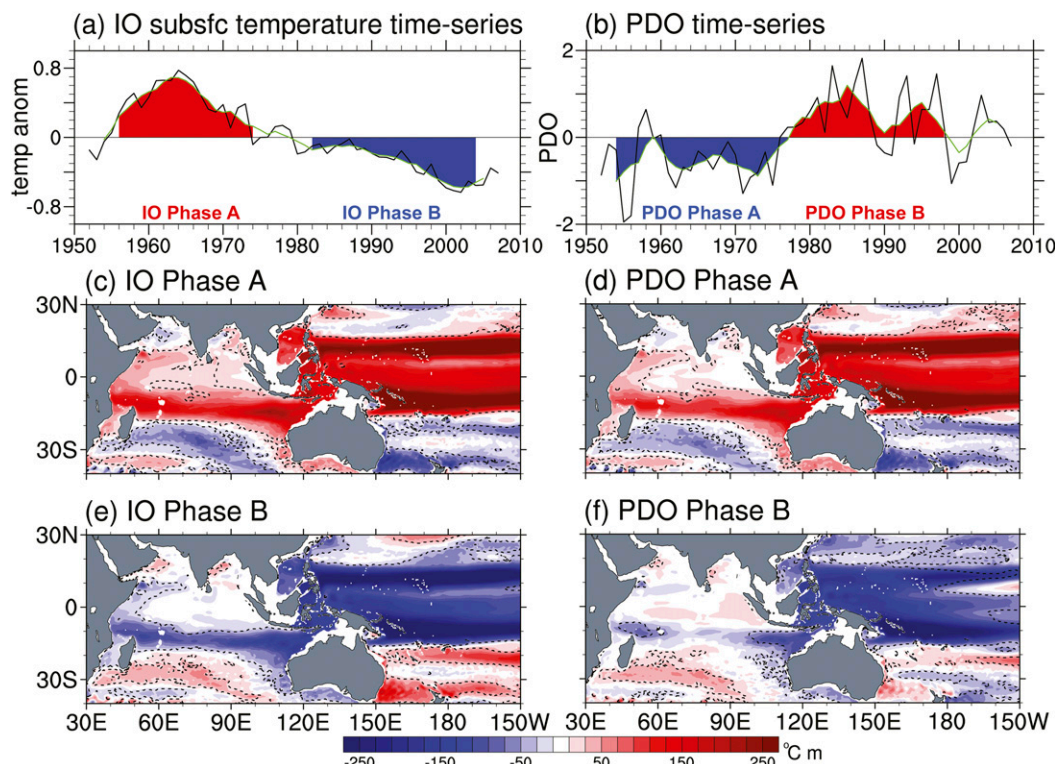 (a) IO subsfc temperature time-series
(b) PDO time-series
temp anom
0.8
0
-0.8
IO Phase A
IO Phase B
1950 1960 1970 1980 1990 2000 2010
PDO
2
0
-2
PDO Phase A
PDO Phase B
1950 1960 1970 1980 1990 2000 2010
(c) IO Phase A
(d) PDO Phase A
30N
0
30S
(e) IO Phase B
(f) PDO Phase B
30N
0
30S
30E 60E 90E 120E 150E 180 150W
30E 60E 90E 120E 150E 180 150W
-250 -150 -50 50 150 250
°C m